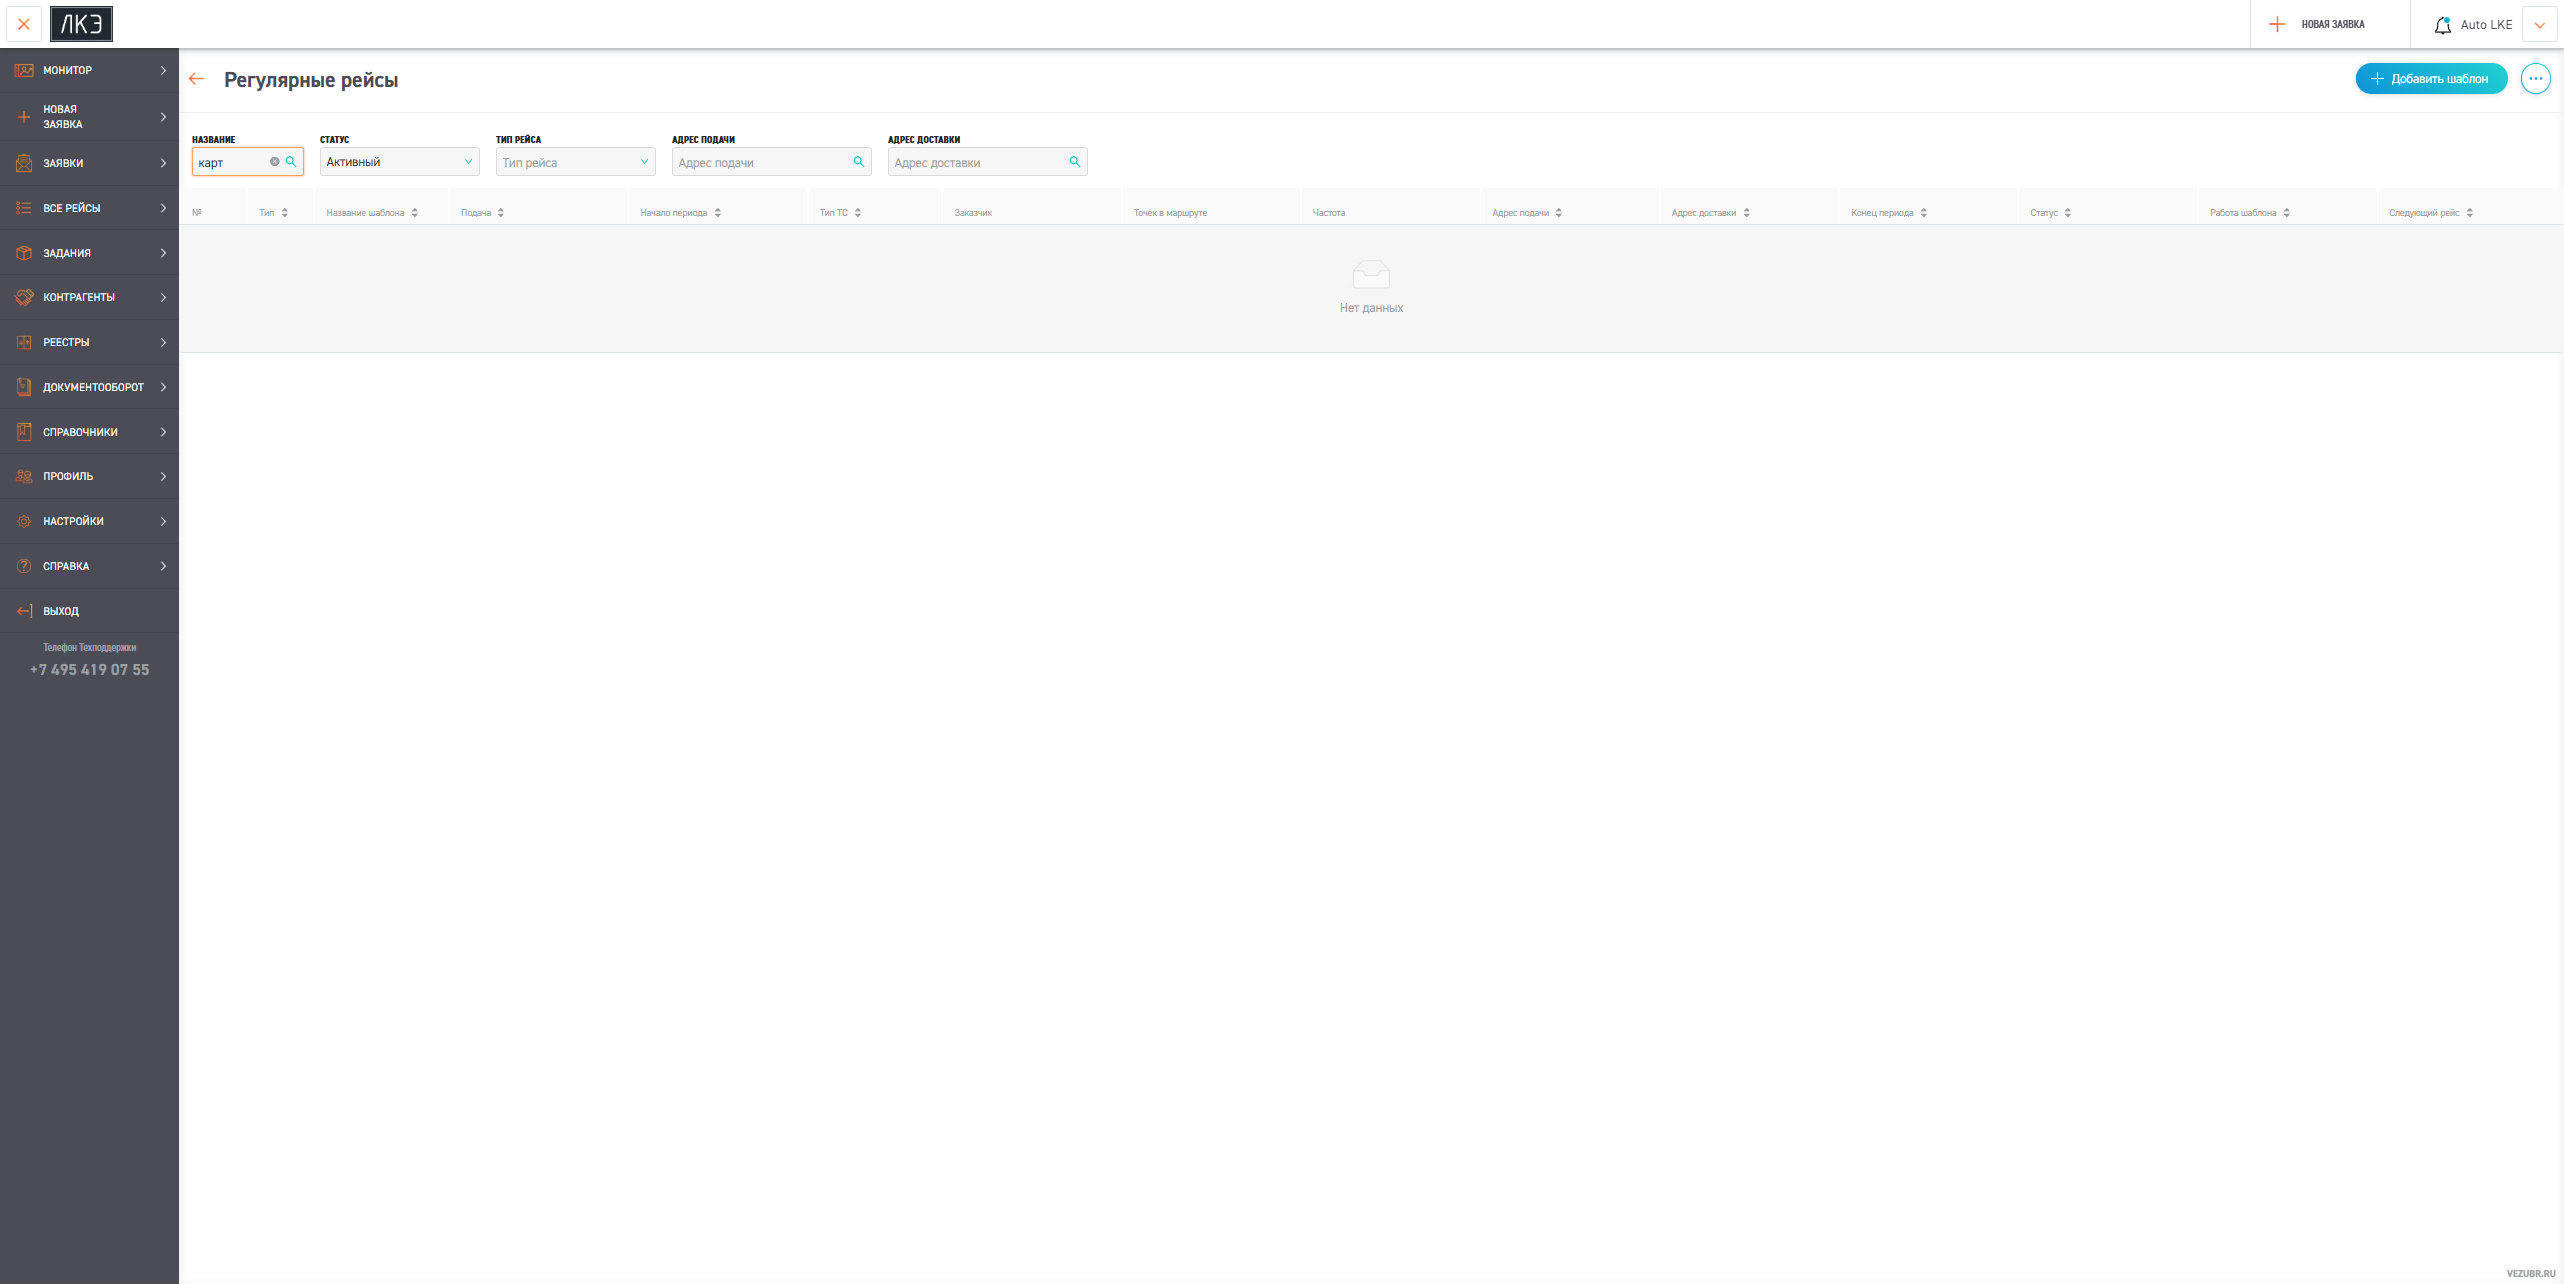 ЛКЭ
НОВАЯ ЗАЯВКА
Auto LKE
МОНИТОР
НОВАЯ
ЗАЯВКА
ЗАЯВКИ
ВСЕ РЕЙСЫ
ЗАДАНИЯ
КОНТРАГЕНТЫ
РЕЕСТРЫ
ДОКУМЕНТООБОРОТ
СПРАВОЧНИКИ
ПРОФИЛЬ
НАСТРОЙКИ
СПРАВКА
ВЫХОД
Телефон Техподдержки
+7 495 419 07 55
Регулярные рейсы
Добавить шаблон
НАЗВАНИЕ СТАТУС ТИП РЕЙСА АДРЕС ПОДАЧИ АДРЕС ДОСТАВКИ
карт Активный Тип рейса Адрес подачи Адрес доставки
№ Тип Название шаблона Подача Начало периода Тип ТС Заказчик Точек в маршруте Частота Адрес подачи Адрес доставки Конец периода Статус Работа шаблона Следующий рейс
Нет данных
VEZUBR.RU